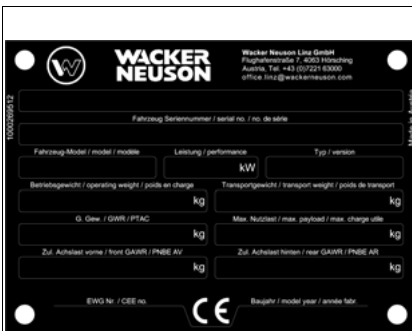 WACKER
NEUSON
Wacker Neuson Linz GmbH
Flughafenstraße 7, 4063 Hörsching
Austria, Tel. +43 (0)7221 63000
office.linz@wackerneuson.com
1000269512
Fahrzeug Seriennummer / serial no. / no. de série
Fahrzeug-Model / model / modèle
Leistung / performance
Typ / version
kW
Betriebsgewicht / operating weight / poids en charge
Transportgewicht / transport weight / poids de transport
kg
kg
G. Gew. / GWR / PTAC
Max. Nutzlast / max. payload / max. charge utile
kg
kg
Zul. Achslast vorne / front GAWR / PNBE AV
Zul. Achslast hinten / rear GAWR / PNBE AR
kg
kg
EWG Nr. / CEE no.
CE
Baujahr / model year / année fabr.